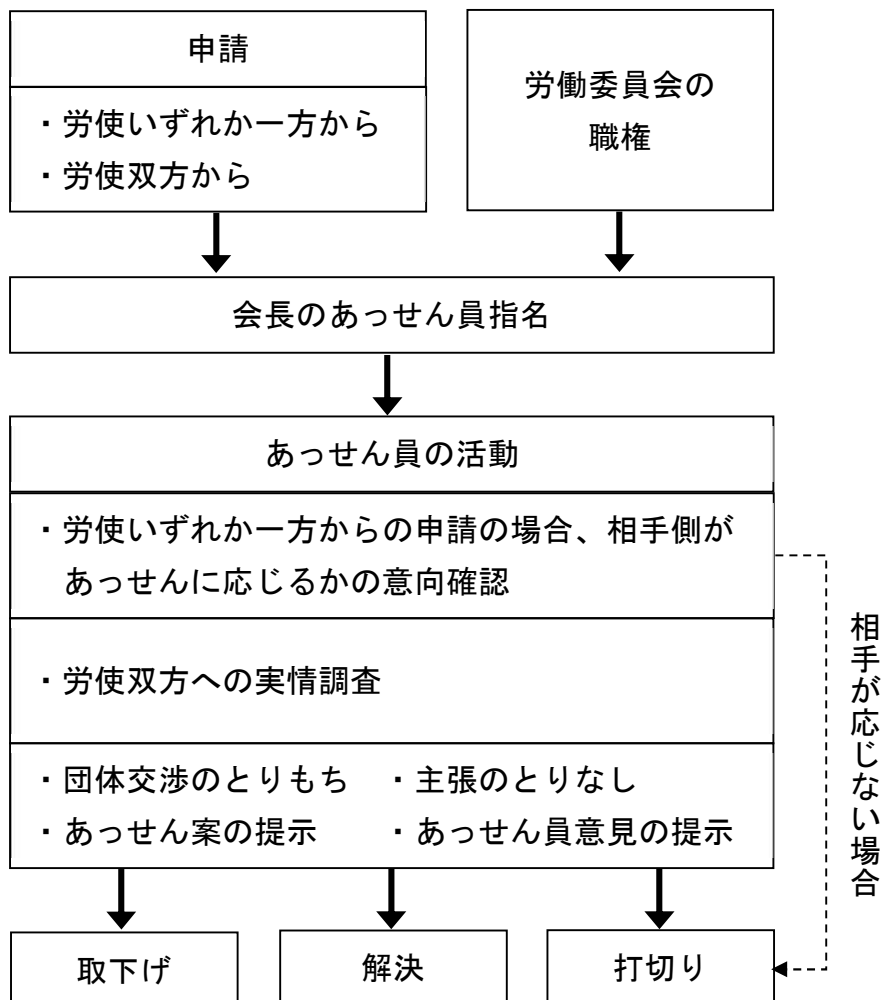 申請
・労使いずれか一方から
・労使双方から
労働委員会の
職権
会長のあっせん員指名
あっせん員の活動
・労使いずれか一方からの申請の場合、相手側が
あっせんに応じるかの意向確認
・労使双方への実情調査
・団体交渉のとりもち ・主張のとりなし
・あっせん案の提示 ・あっせん員意見の提示
相手が応じない場合
取下げ
解決
打切り